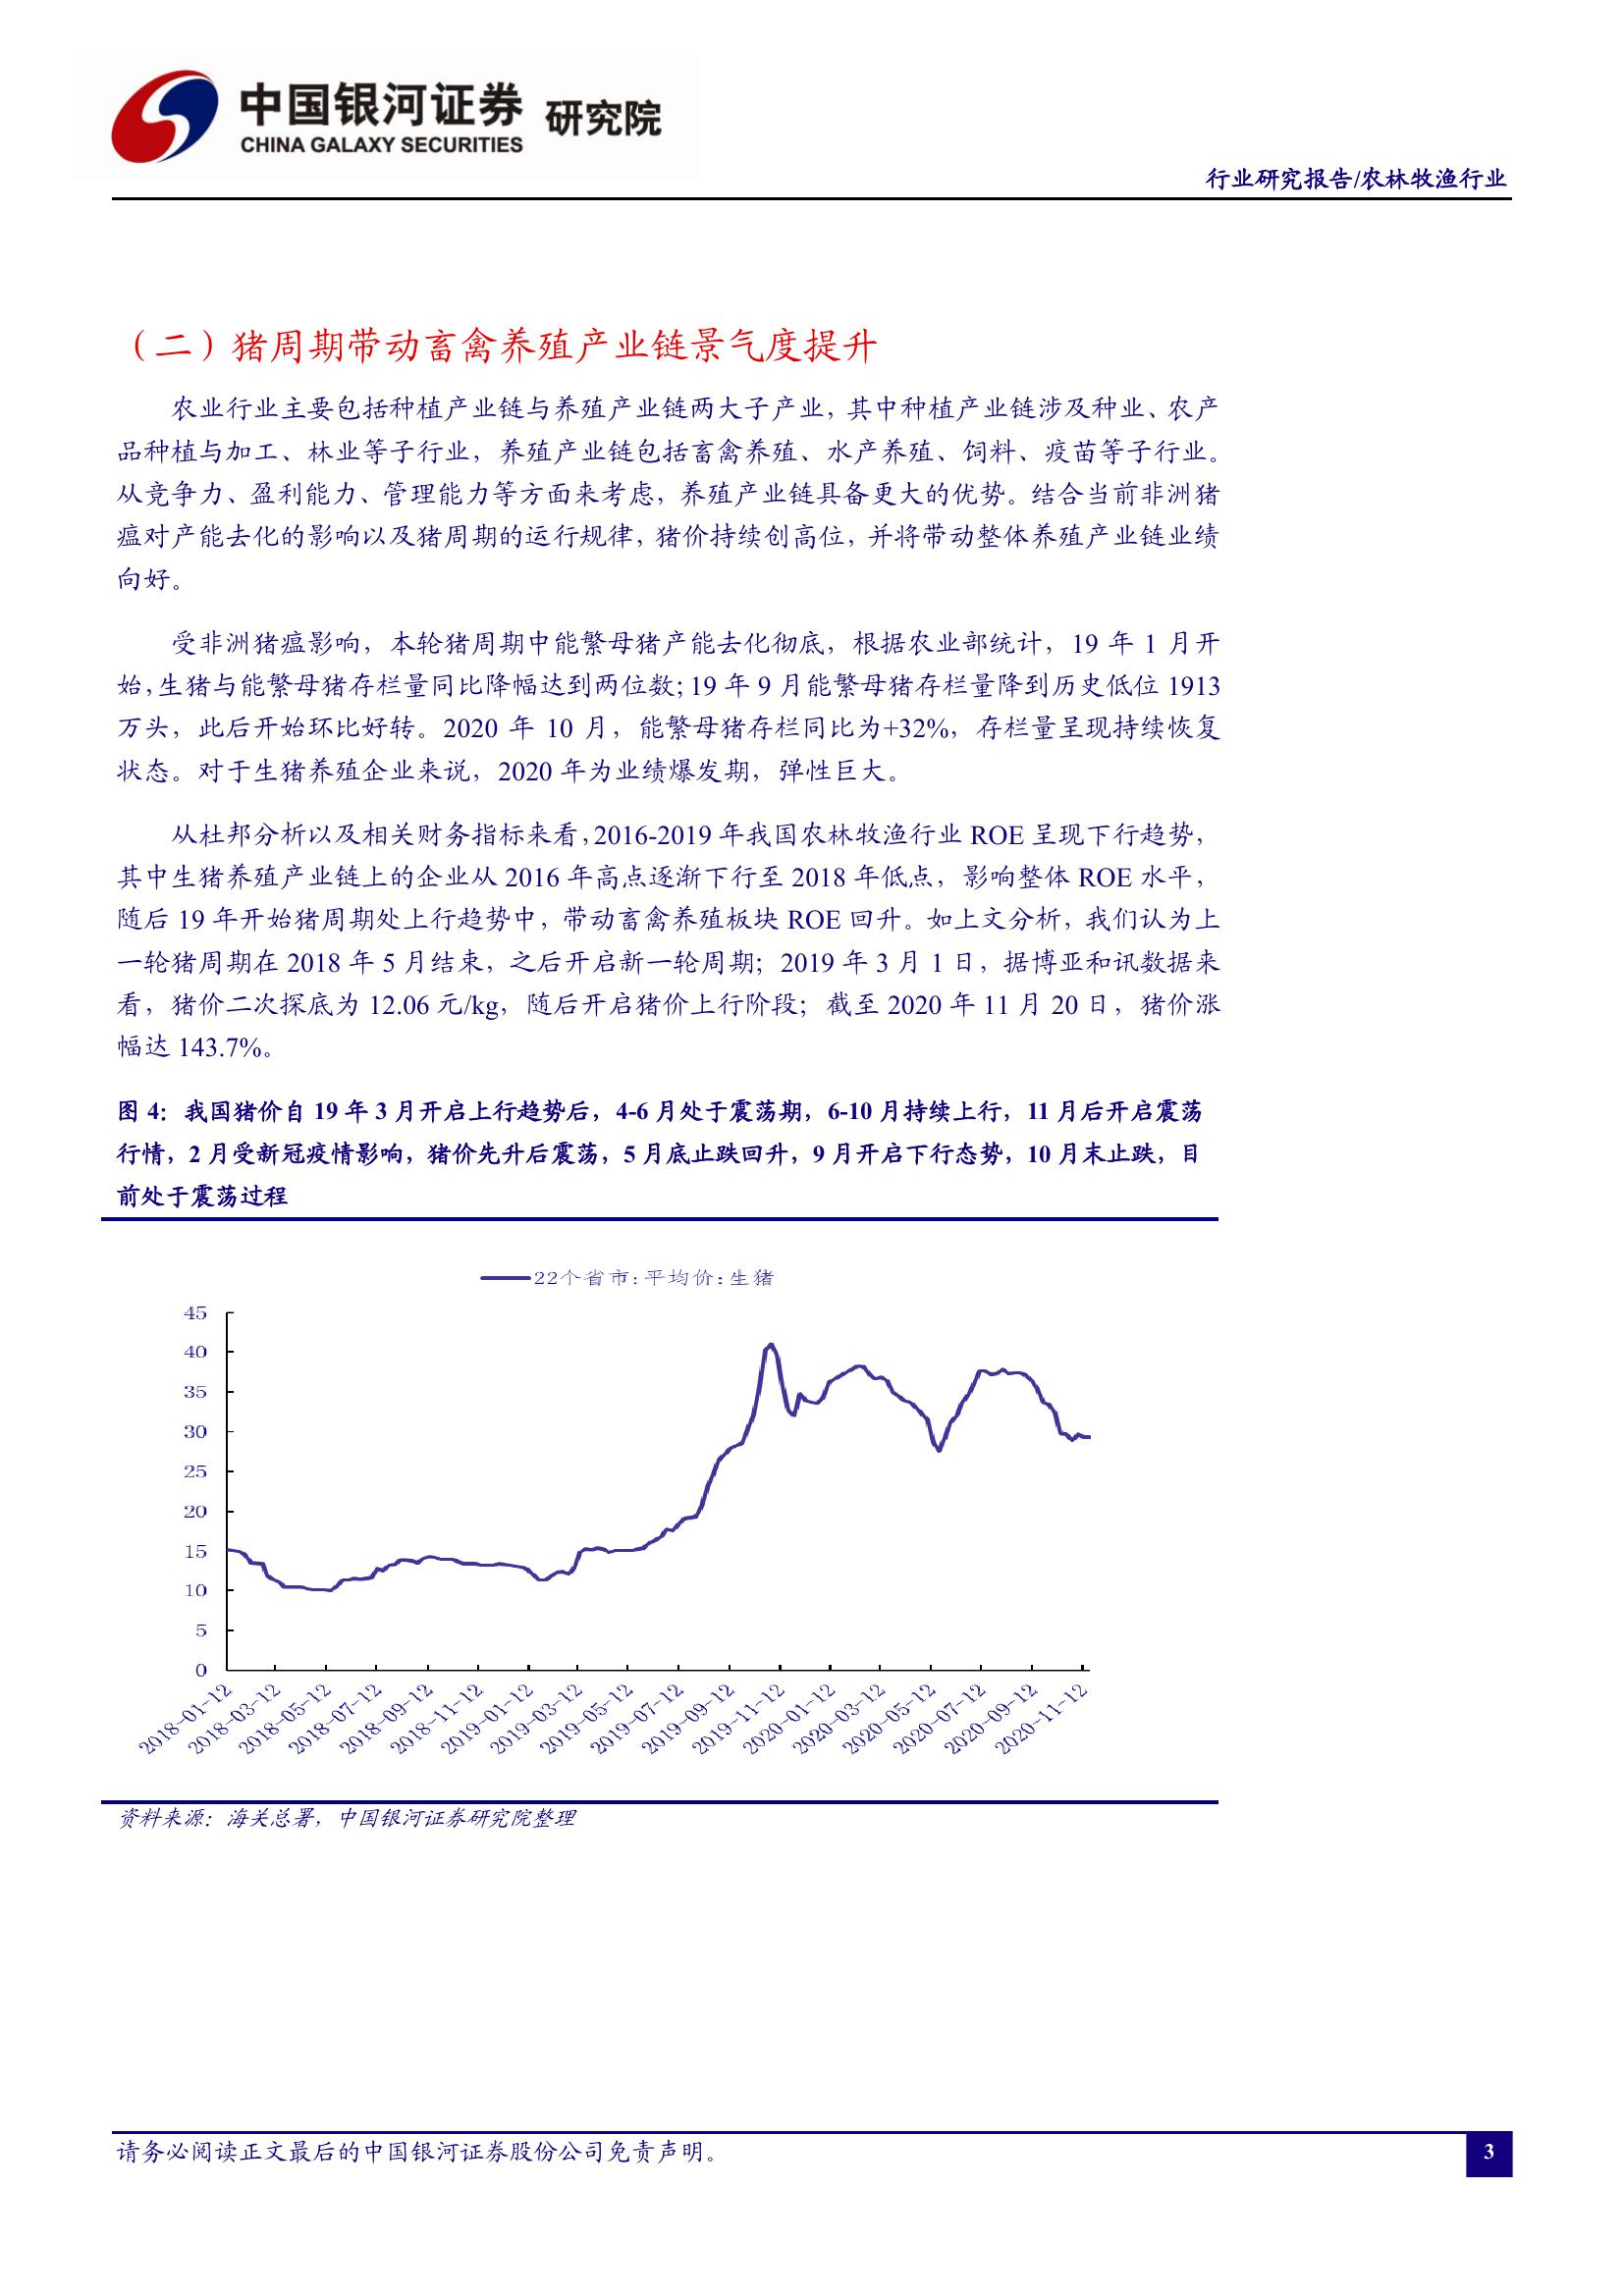 中国银河证券 研究院
CHINA GALAXY SECURITIES
行业研究报告/农林牧渔行业
（二）猪周期带动畜禽养殖产业链景气度提升
农业行业主要包括种植产业链与养殖产业链两大子产业，其中种植产业链涉及种业、农产
品种植与加工、林业等子行业，养殖产业链包括畜禽养殖、水产养殖、饲料、疫苗等子行业。
从竞争力、盈利能力、管理能力等方面来考虑，养殖产业链具备更大的优势。结合当前非洲猪
瘟对产能去化的影响以及猪周期的运行规律，猪价持续创高位，并将带动整体养殖产业链业绩
向好。
受非洲猪瘟影响，本轮猪周期中能繁母猪产能去化彻底，根据农业部统计，19 年 1 月开
始，生猪与能繁母猪存栏量同比降幅达到两位数；19 年 9 月能繁母猪存栏量降到历史低位 1913
万头，此后开始环比好转。2020 年 10 月，能繁母猪存栏同比为+32%，存栏量呈现持续恢复
状态。对于生猪养殖企业来说，2020 年为业绩爆发期，弹性巨大。
从杜邦分析以及相关财务指标来看，2016-2019 年我国农林牧渔行业 ROE 呈现下行趋势，
其中生猪养殖产业链上的企业从 2016 年高点逐渐下行至 2018 年低点，影响整体 ROE 水平，
随后 19 年开始猪周期处上行趋势中，带动畜禽养殖板块 ROE 回升。如上文分析，我们认为上
一轮猪周期在 2018 年 5 月结束，之后开启新一轮周期；2019 年 3 月 1 日，据博亚和讯数据来
看，猪价二次探底为 12.06 元/kg，随后开启猪价上行阶段；截至 2020 年 11 月 20 日，猪价涨
幅达 143.7%。
图 4：我国猪价自 19 年 3 月开启上行趋势后，4-6 月处于震荡期，6-10 月持续上行，11 月后开启震荡
行情，2 月受新冠疫情影响，猪价先升后震荡，5 月底止跌回升，9 月开启下行态势，10 月末止跌，目
前处于震荡过程
22个省市:平均价:生猪
45
40
35
30
25
20
15
10
5
0
2018-01-12
2018-03-12
2018-05-12
2018-07-12
2018-09-12
2018-11-12
2019-01-12
2019-03-12
2019-05-12
2019-07-12
2019-09-12
2019-11-12
2020-01-12
2020-03-12
2020-05-12
2020-07-12
2020-09-12
2020-11-12
资料来源：海关总署，中国银河证券研究院整理
请务必阅读正文最后的中国银河证券股份公司免责声明。
3